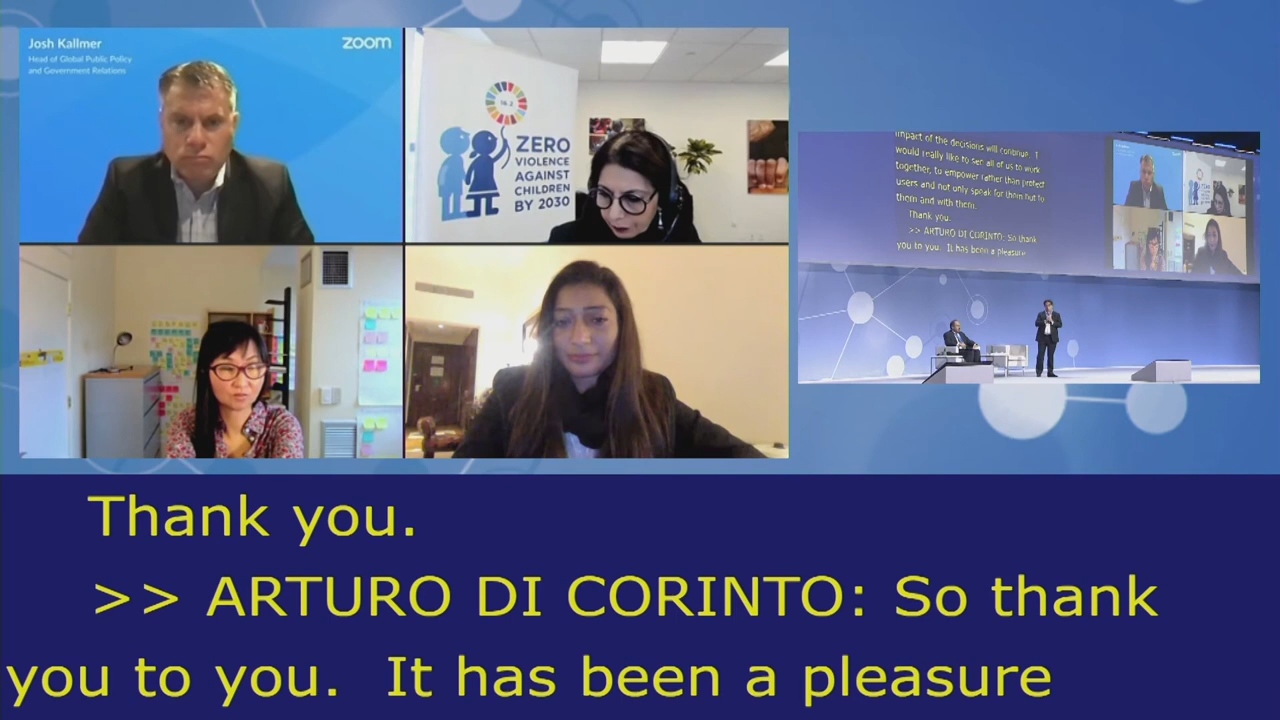 Josh Kallmer
Head of Global Public Policy
and Government Relations
zoom
16.2
ZERO
VIOLENCE
AGAINST
CHILDREN
BY 2030
impact of the decisions will continue. I
would really like to see all of us to work
together, to empower rather than protect
users and not only speak for them but to
them and with them.
Thank you.
>> ARTURO DI CORINTO: So thank
you to you. It has been a pleasure
Thank you.
>> ARTURO DI CORINTO: So thank
you to you. It has been a pleasure